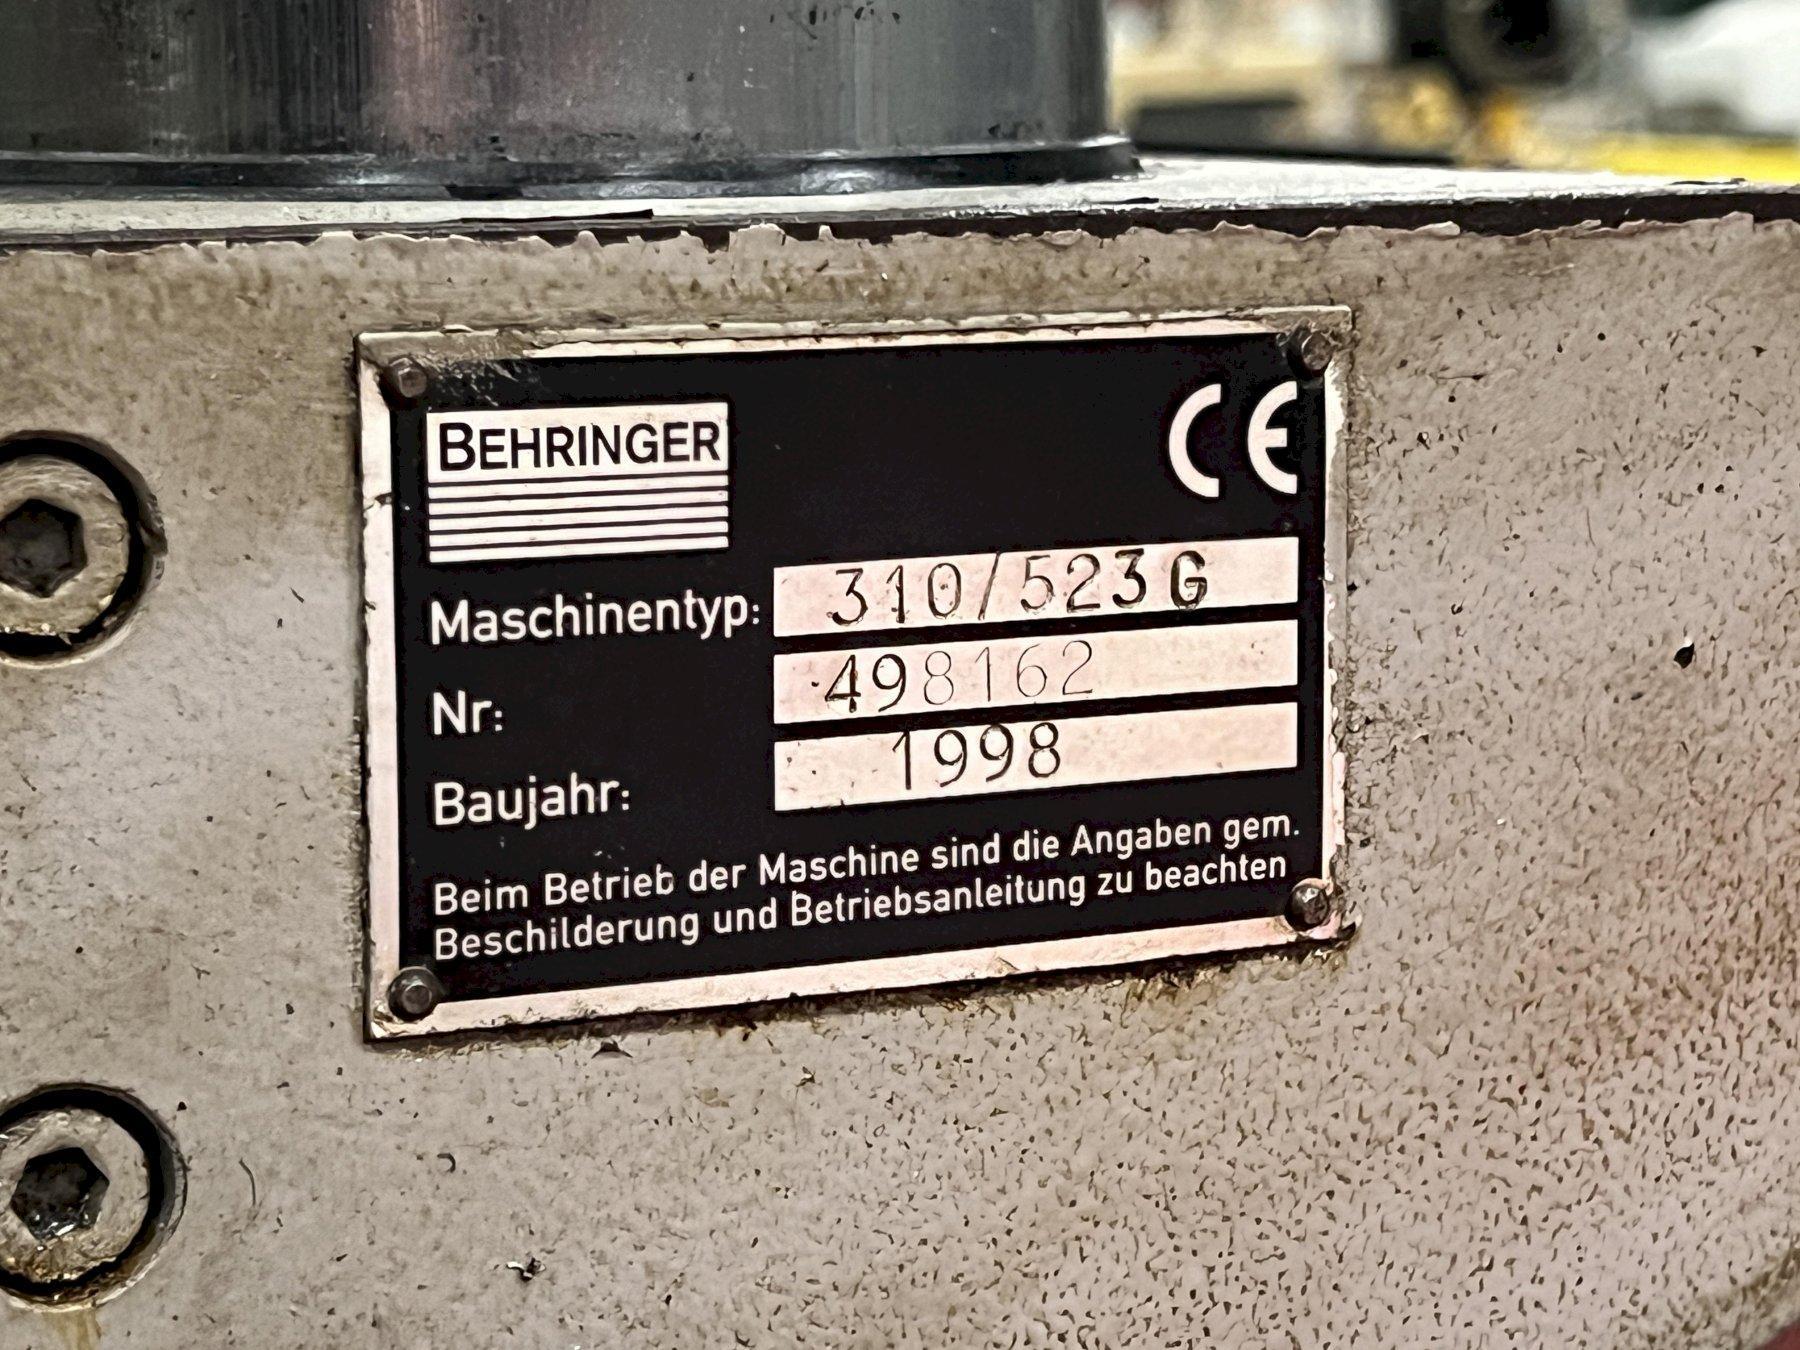 BEHRINGER
CE
Maschinentyp: 310/523G
Nr: 498162
Baujahr: 1998
Beim Betrieb der Maschine sind die Angaben gem.
Beschilderung und Betriebsanleitung zu beachten